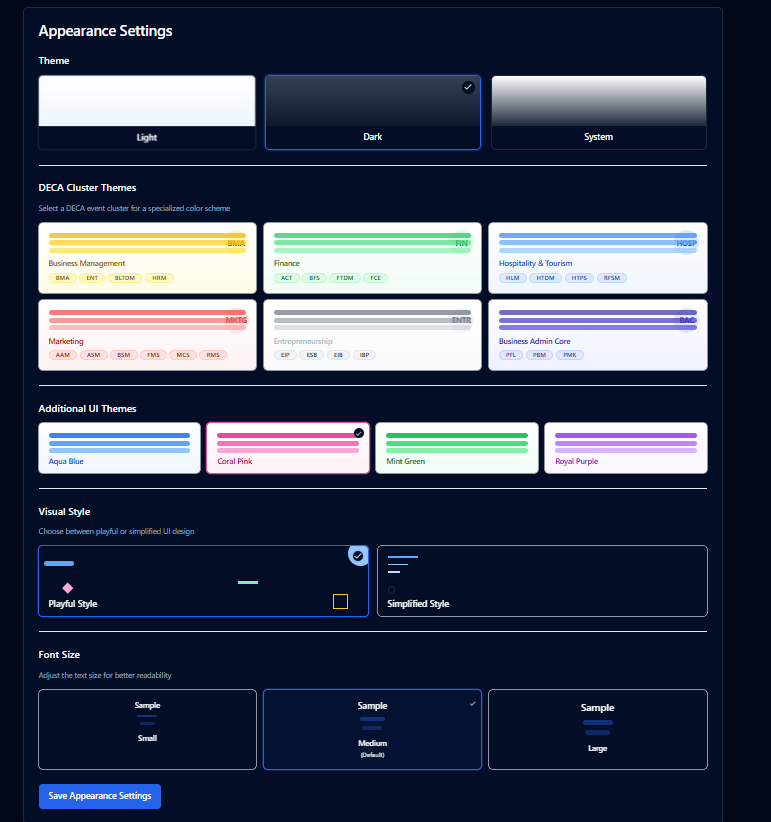 Appearance Settings
Theme
Light
Dark
System
DECA Cluster Themes
Select a DECA event cluster for a specialized color scheme
BMA
Business Management
BMA ENT BLTDM HRM
FIN
Finance
ACT BFS FTDM FCE
HOSP
Hospitality & Tourism
HLM HTDM HTPS RFSM
MKTG
Marketing
AAM ASM BSM FMS MCS RMS
ENTR
Entrepreneurship
EIP ESB EIB IBP
BAC
Business Admin Core
PFL PBM PMK
Additional UI Themes
Aqua Blue
Coral Pink
Mint Green
Royal Purple
Visual Style
Choose between playful or simplified UI design
Playful Style
Simplified Style
Font Size
Adjust the text size for better readability
Sample
Small
Sample
Medium
(Default)
Sample
Large
Save Appearance Settings